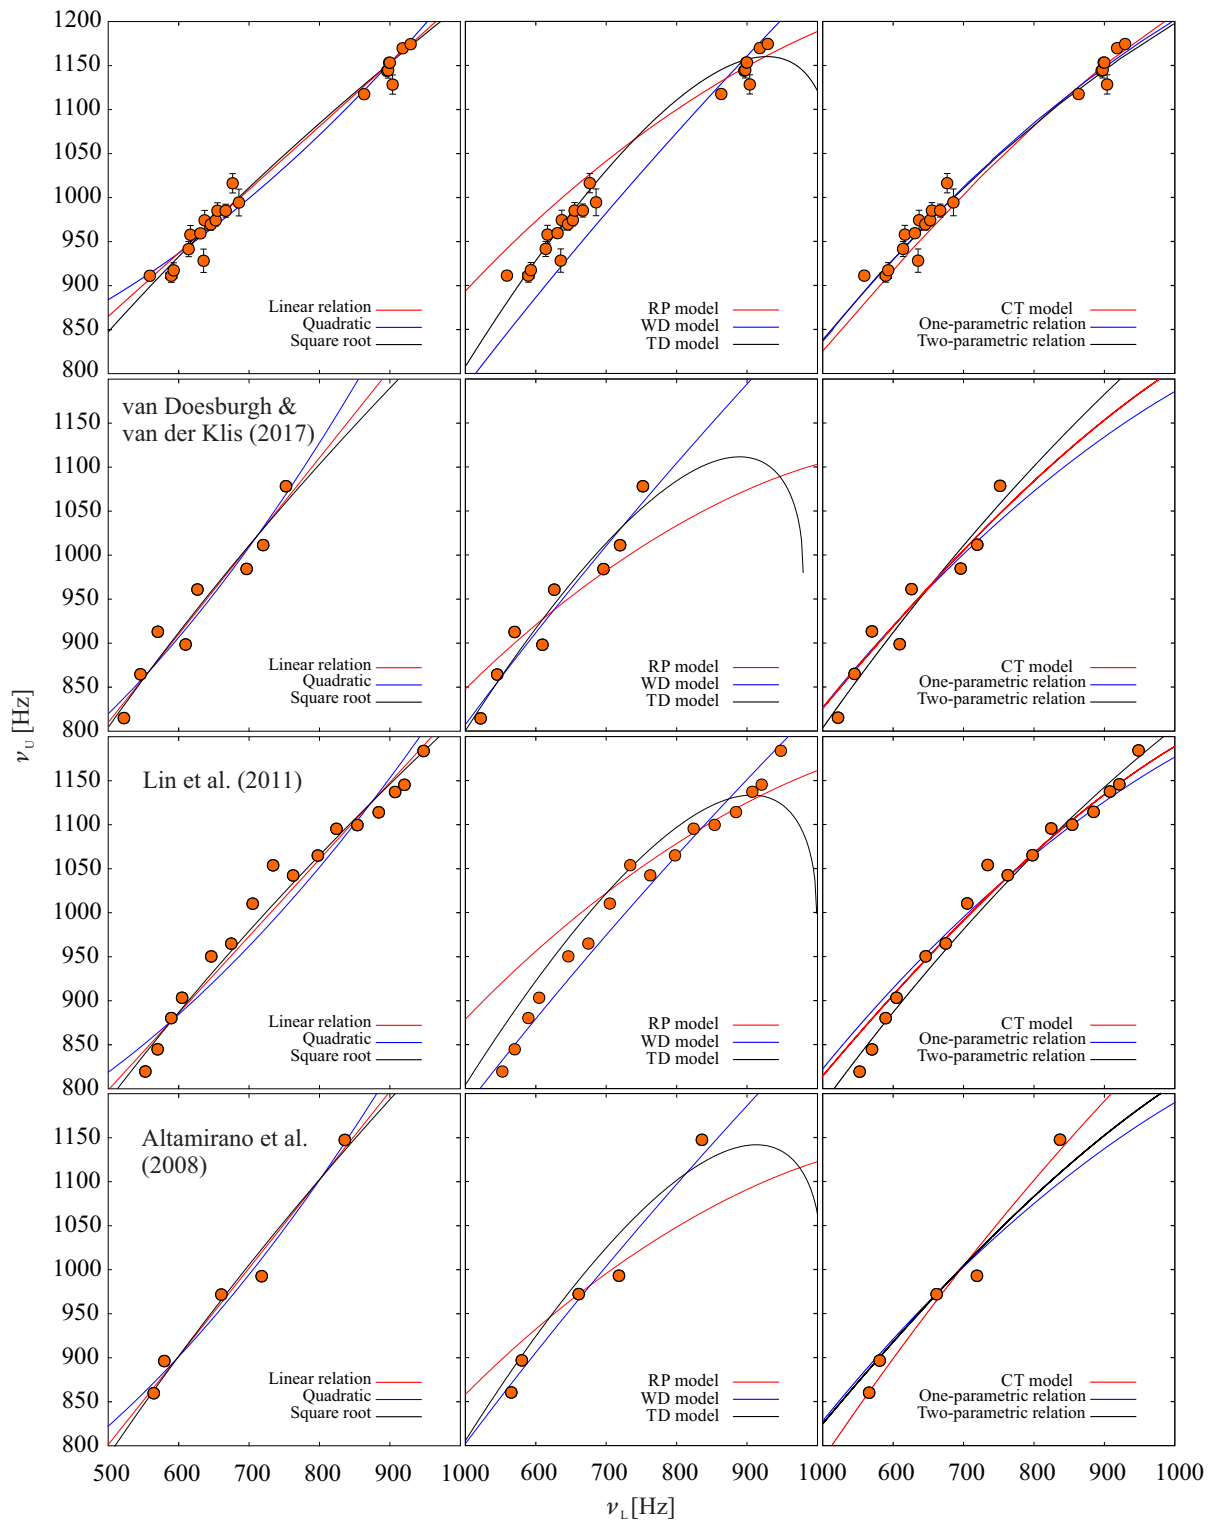 1200
1150
1100
1050
1000
950
900
850
800
Linear relation
Quadratic
Square root
RP model
WD model
TD model
CT model
One-parametric relation
Two-parametric relation
van Doesburgh &
van der Klis (2017)
1150
1100
1050
1000
950
900
850
800
Linear relation
Quadratic
Square root
RP model
WD model
TD model
CT model
One-parametric relation
Two-parametric relation
ν_U [Hz]
Lin et al. (2011)
1150
1100
1050
1000
950
900
850
800
Linear relation
Quadratic
Square root
RP model
WD model
TD model
CT model
One-parametric relation
Two-parametric relation
Altamirano et al.
(2008)
1150
1100
1050
1000
950
900
850
800
Linear relation
Quadratic
Square root
RP model
WD model
TD model
CT model
One-parametric relation
Two-parametric relation
500 600 700 800 900 1000 600 700 800 900 1000 600 700 800 900 1000
ν_L [Hz]